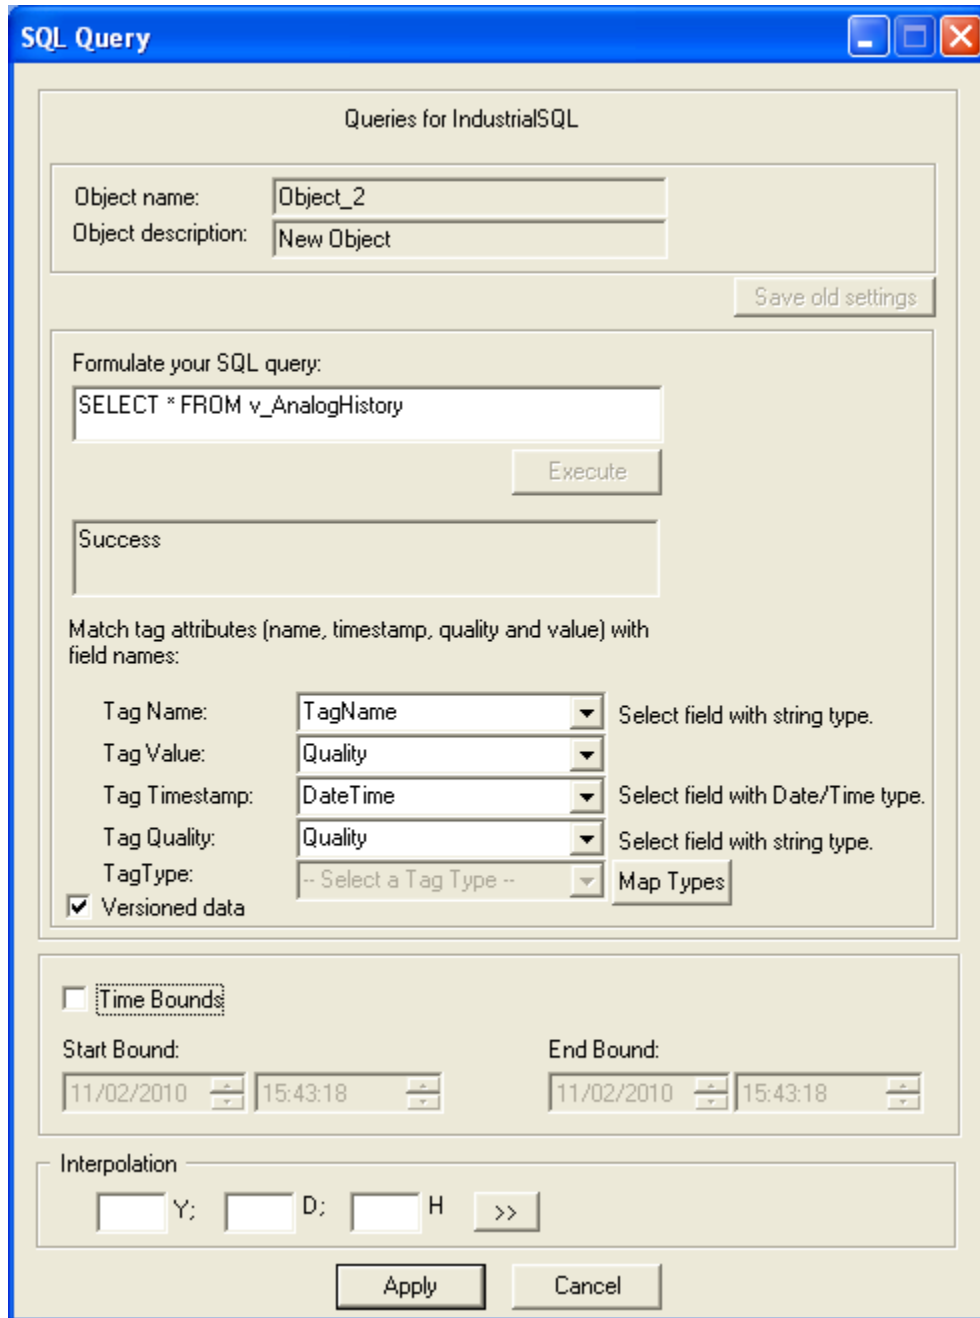 SQL Query
Queries for IndustrialSQL
Object name: Object_2
Object description: New Object
Save old settings
Formulate your SQL query:
SELECT * FROM v_AnalogHistory
Execute
Success
Match tag attributes (name, timestamp, quality and value) with
field names:
Tag Name: TagName Select field with string type.
Tag Value: Quality
Tag Timestamp: DateTime Select field with Date/Time type.
Tag Quality: Quality Select field with string type.
TagType: -- Select a Tag Type -- Map Types
Versioned data
Time Bounds
Start Bound: End Bound:
11/02/2010 15:43:18 11/02/2010 15:43:18
Interpolation
Y; D; H >>
Apply Cancel